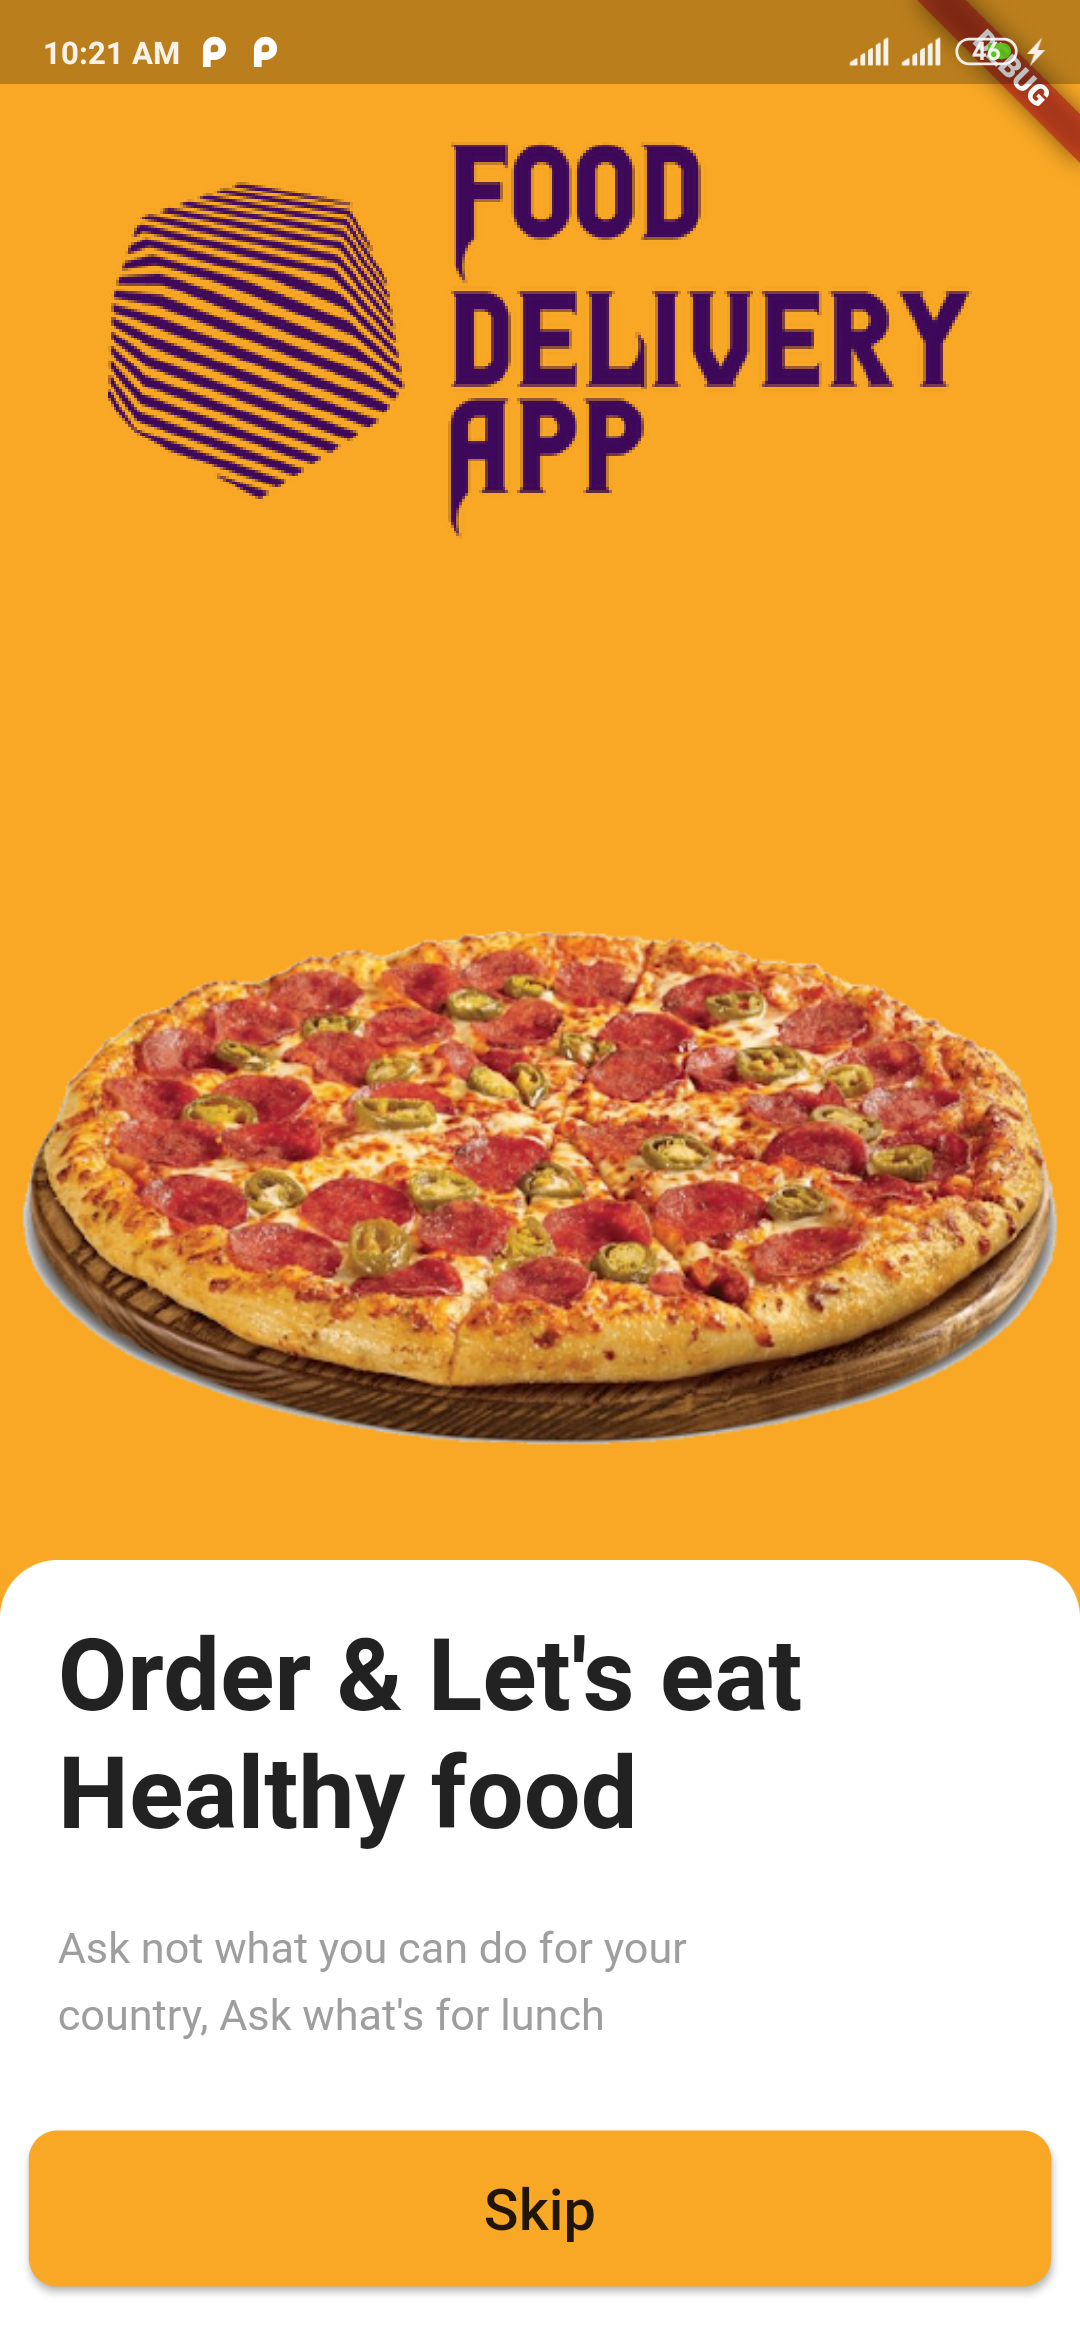 10:21 AM
46
DEBUG
FOOD
DELIVERY
APP
Order & Let's eat
Healthy food
Ask not what you can do for your
country, Ask what's for lunch
Skip